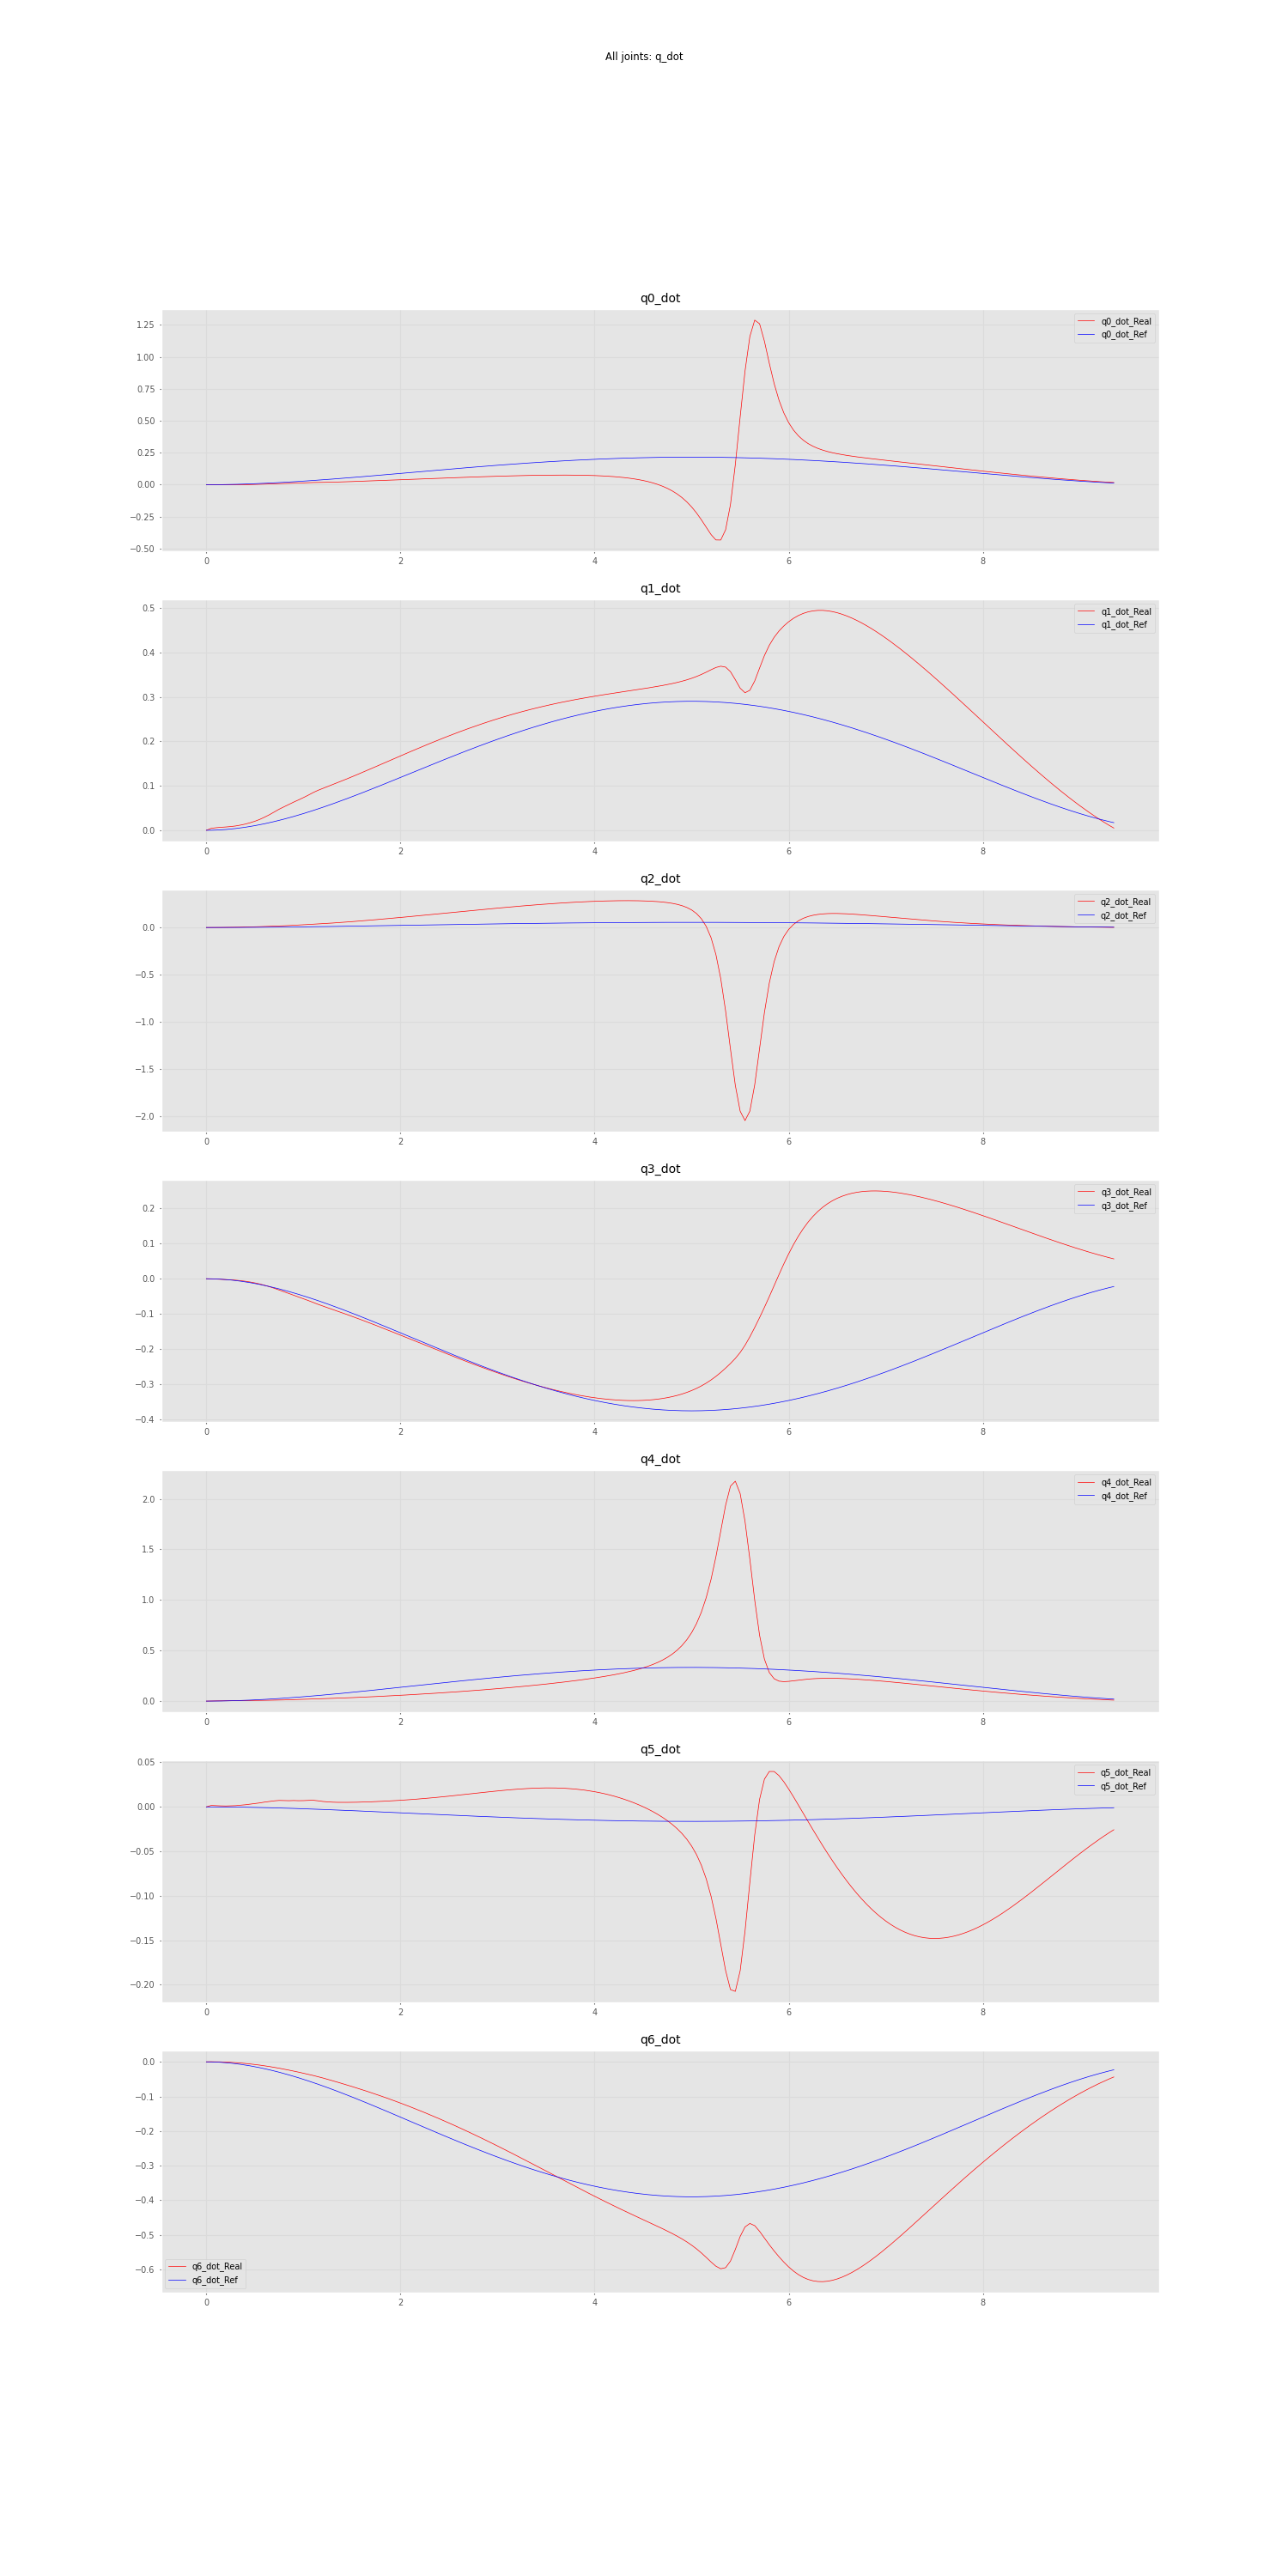 All joints: q_dot
q0_dot
1.25
1.00
0.75
0.50
0.25
0.00
−0.25
−0.50
q0_dot_Real
q0_dot_Ref
0 2 4 6 8
q1_dot
0.5
0.4
0.3
0.2
0.1
0.0
q1_dot_Real
q1_dot_Ref
0 2 4 6 8
q2_dot
0.0
−0.5
−1.0
−1.5
−2.0
q2_dot_Real
q2_dot_Ref
0 2 4 6 8
q3_dot
0.2
0.1
0.0
−0.1
−0.2
−0.3
−0.4
q3_dot_Real
q3_dot_Ref
0 2 4 6 8
q4_dot
2.0
1.5
1.0
0.5
0.0
q4_dot_Real
q4_dot_Ref
0 2 4 6 8
q5_dot
0.05
0.00
−0.05
−0.10
−0.15
−0.20
q5_dot_Real
q5_dot_Ref
0 2 4 6 8
q6_dot
0.0
−0.1
−0.2
−0.3
−0.4
−0.5
−0.6
q6_dot_Real
q6_dot_Ref
0 2 4 6 8